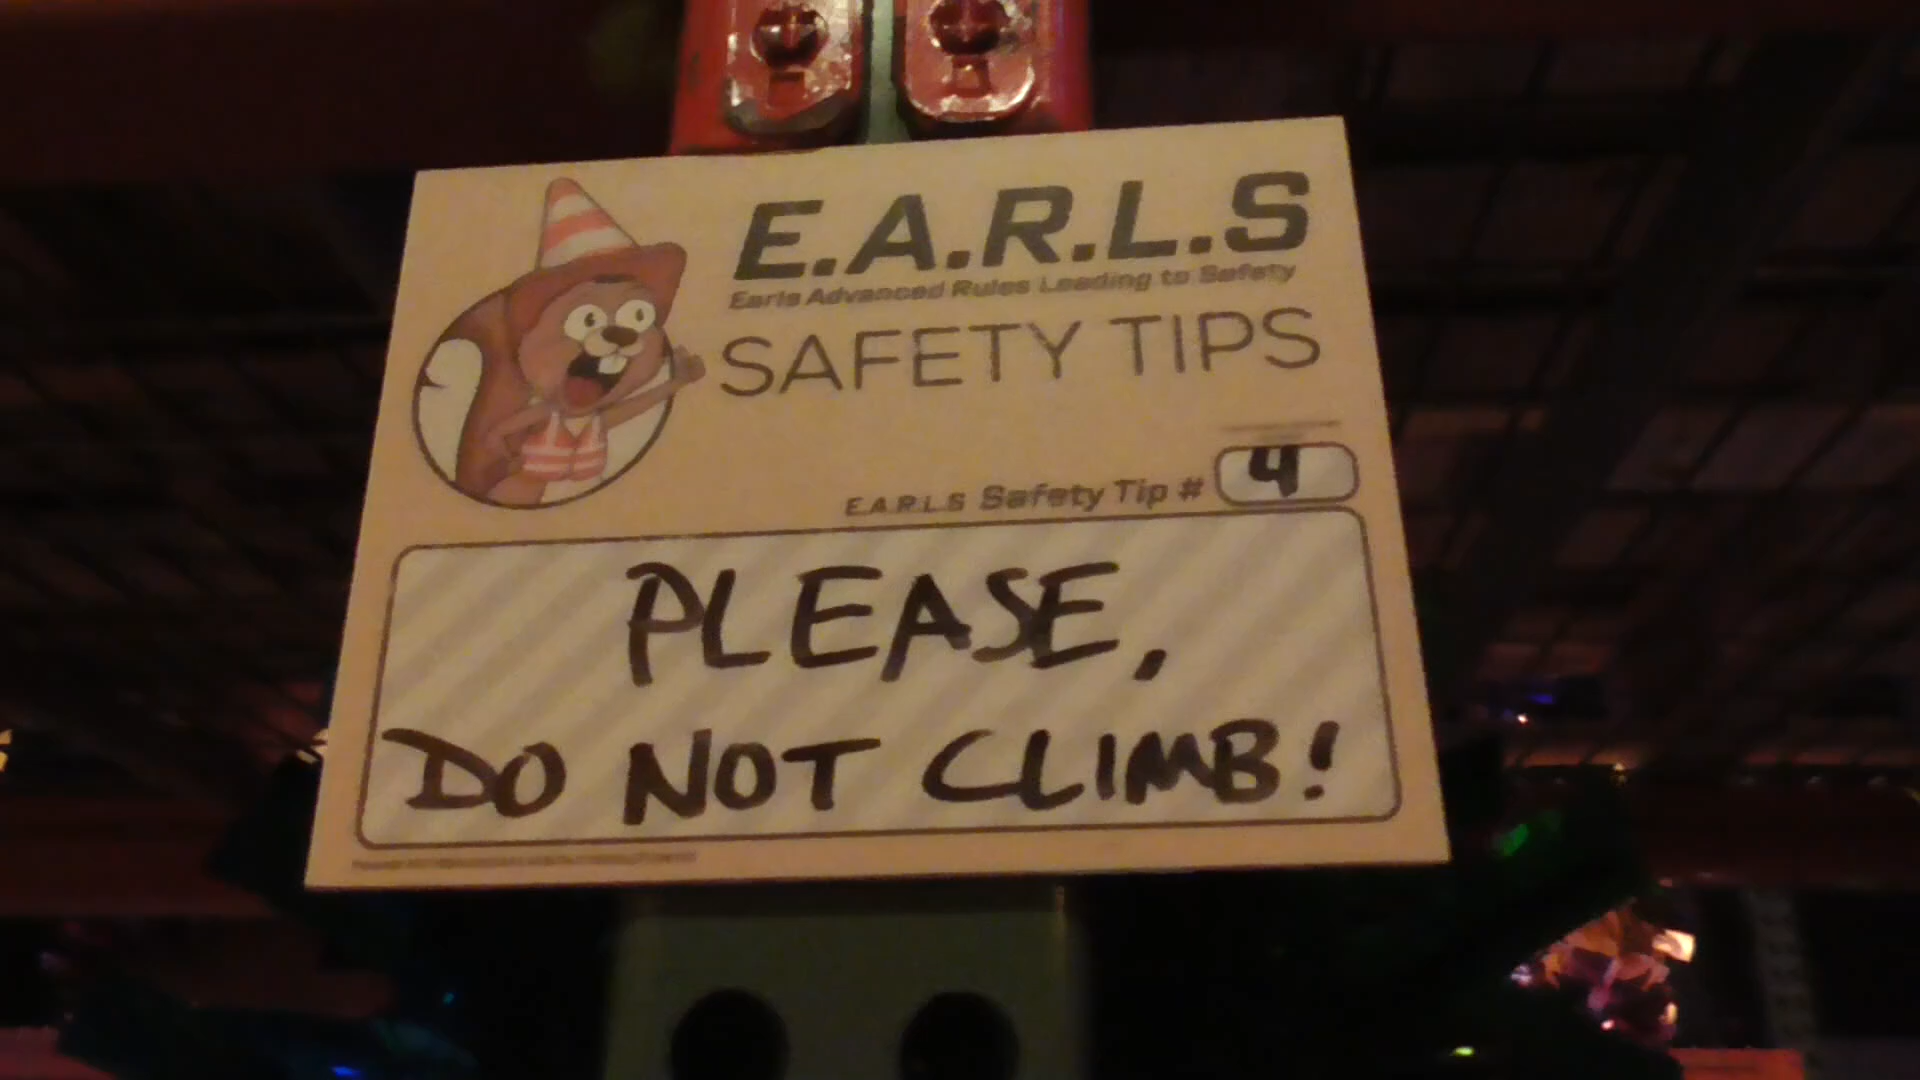 E.A.R.L.S
Earls Advanced Rules Leading to Safety
SAFETY TIPS
E.A.R.L.S Safety Tip # 4
PLEASE,
DO NOT CLIMB!